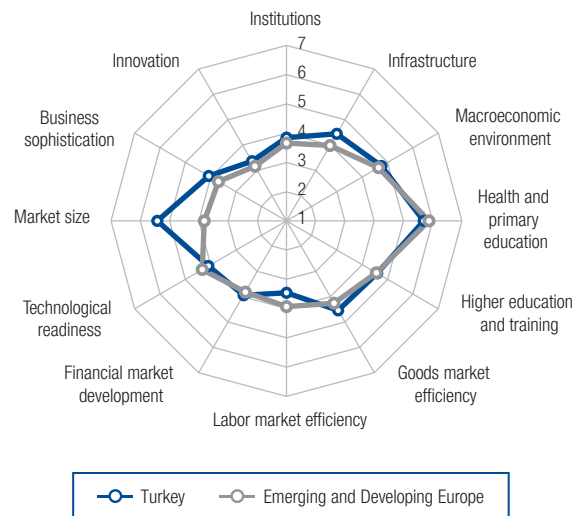 Institutions
7
6
5
4
3
2
1
Innovation
Infrastructure
Business
sophistication
Macroeconomic
environment
Market size
Health and
primary
education
Technological
readiness
Higher education
and training
Financial market
development
Goods market
efficiency
Labor market efficiency
Turkey
Emerging and Developing Europe